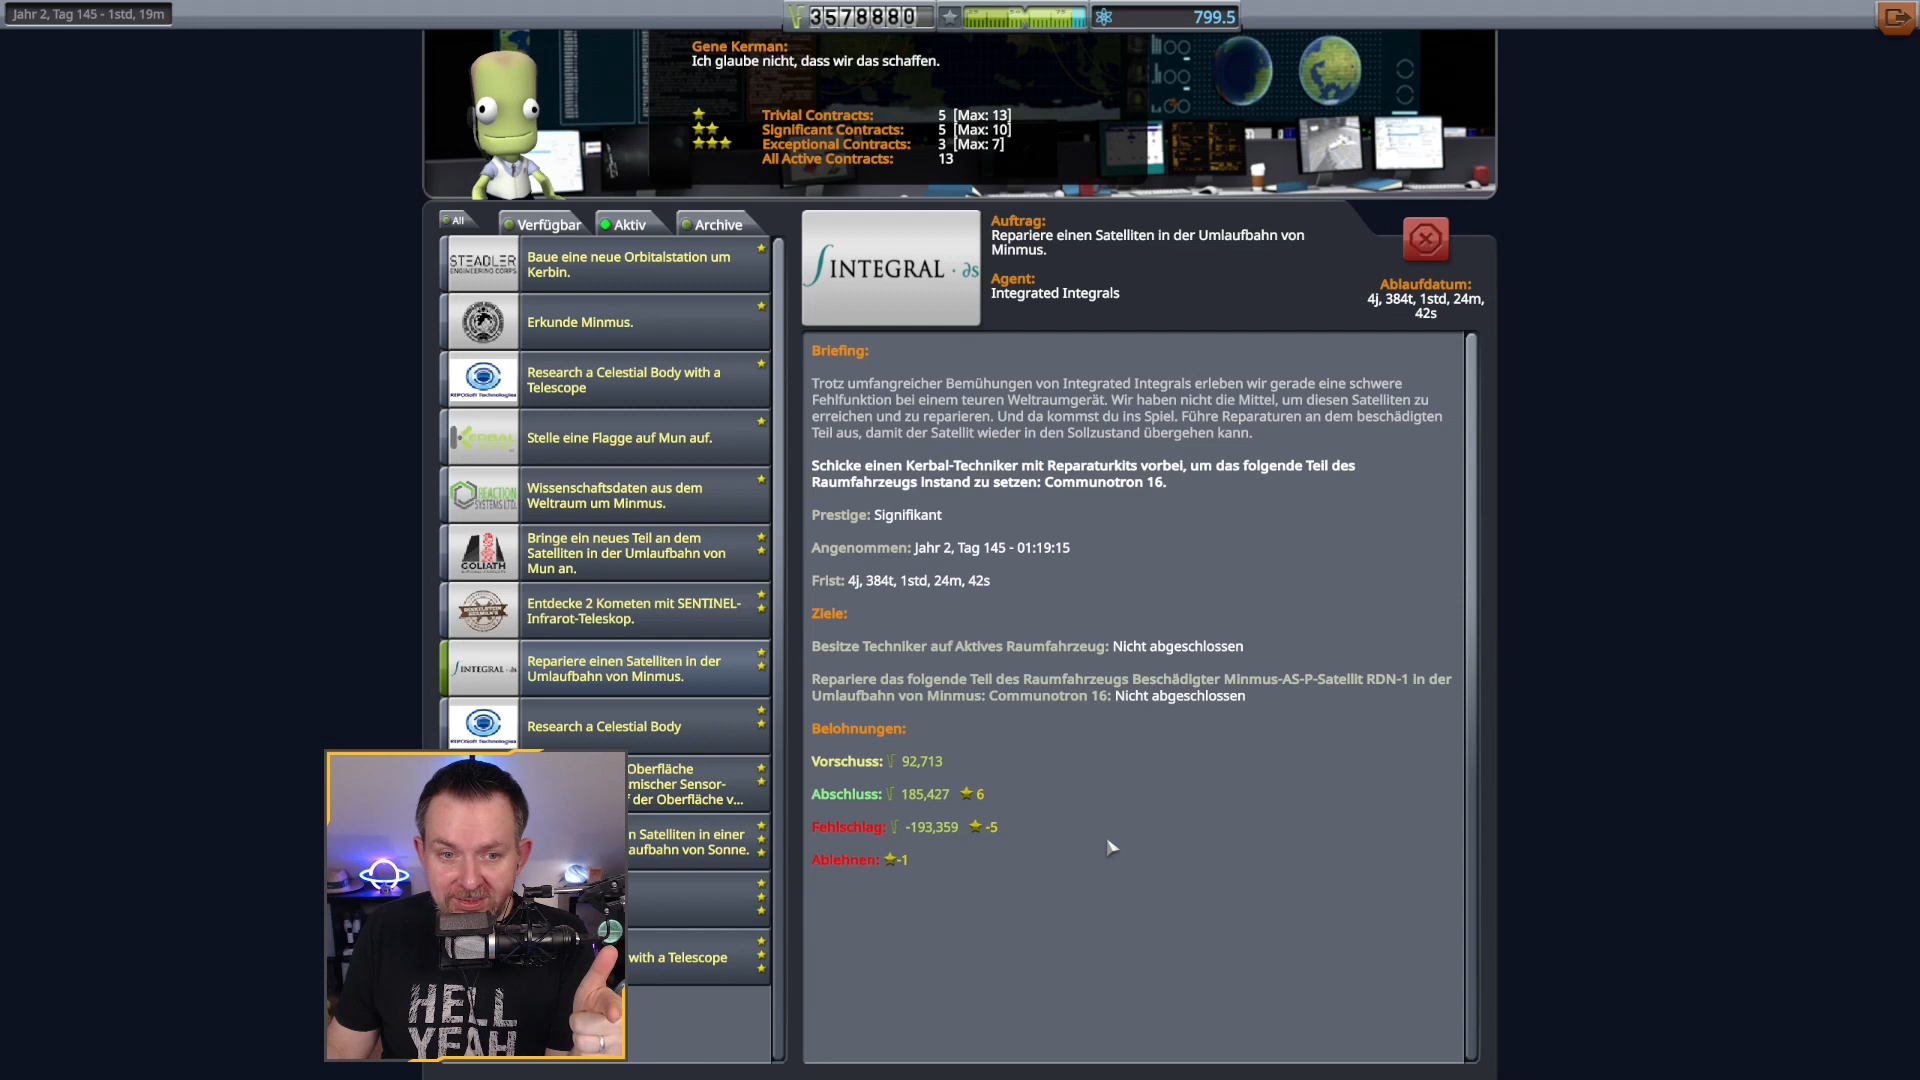 Jahr 2, Tag 145 - 1std, 19m
3578880
799.5
Gene Kerman:
Ich glaube nicht, dass wir das schaffen.
Trivial Contracts: 5 [Max: 13]
Significant Contracts: 5 [Max: 10]
Exceptional Contracts: 3 [Max: 7]
All Active Contracts: 13
All
Verfügbar
Aktiv
Archive
STEADLER
ENGINEERING CORPS
Baue eine neue Orbitalstation um
Kerbin.
Erkunde Minmus.
Research a Celestial Body with a
Telescope
KERBAL
Stelle eine Flagge auf Mun auf.
REACTION
SYSTEMS LTD.
Wissenschaftsdaten aus dem
Weltraum um Minmus.
GOLIATH
Bringe ein neues Teil an dem
Satelliten in der Umlaufbahn von
Mun an.
Entdecke 2 Kometen mit SENTINEL-
Infrarot-Teleskop.
INTEGRAL · ∂s
Repariere einen Satelliten in der
Umlaufbahn von Minmus.
Research a Celestial Body
Oberfläche
mischer Sensor-
f der Oberfläche v...
n Satelliten in einer
aufbahn von Sonne.
with a Telescope
HELL
YEAH
INTEGRAL · ∂s
Auftrag:
Repariere einen Satelliten in der Umlaufbahn von
Minmus.
Agent:
Integrated Integrals
Ablaufdatum:
4j, 384t, 1std, 24m,
42s
Briefing:
Trotz umfangreicher Bemühungen von Integrated Integrals erleben wir gerade eine schwere
Fehlfunktion bei einem teuren Weltraumgerät. Wir haben nicht die Mittel, um diesen Satelliten zu
erreichen und zu reparieren. Und da kommst du ins Spiel. Führe Reparaturen an dem beschädigten
Teil aus, damit der Satellit wieder in den Sollzustand übergehen kann.
Schicke einen Kerbal-Techniker mit Reparaturkits vorbei, um das folgende Teil des
Raumfahrzeugs instand zu setzen: Communotron 16.
Prestige: Signifikant
Angenommen: Jahr 2, Tag 145 - 01:19:15
Frist: 4j, 384t, 1std, 24m, 42s
Ziele:
Besitze Techniker auf Aktives Raumfahrzeug: Nicht abgeschlossen
Repariere das folgende Teil des Raumfahrzeugs Beschädigter Minmus-AS-P-Satellit RDN-1 in der
Umlaufbahn von Minmus: Communotron 16: Nicht abgeschlossen
Belohnungen:
Vorschuss: 92,713
Abschluss: 185,427 6
Fehlschlag: -193,359 -5
Ablehnen: -1